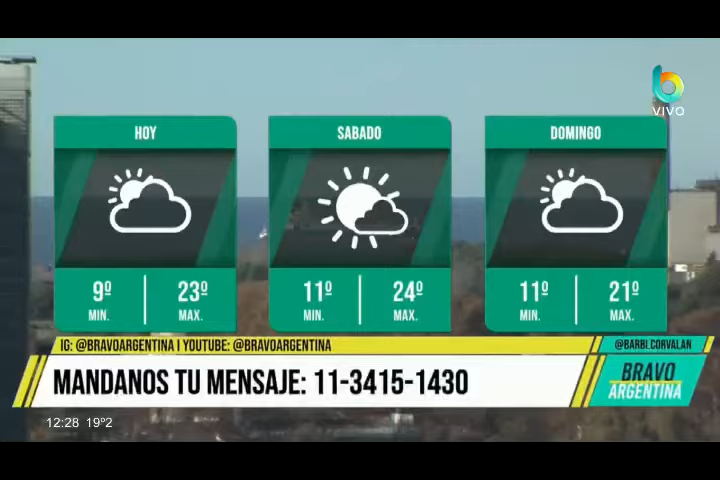 VIVO
HOY
9º
MIN.
23º
MAX.
SABADO
11º
MIN.
24º
MAX.
DOMINGO
11º
MIN.
21º
MAX.
IG: @BRAVOARGENTINA | YOUTUBE: @BRAVOARGENTINA
@BARBI.CORVALAN
MANDANOS TU MENSAJE: 11-3415-1430
BRAVO
ARGENTINA
12:28 19º2